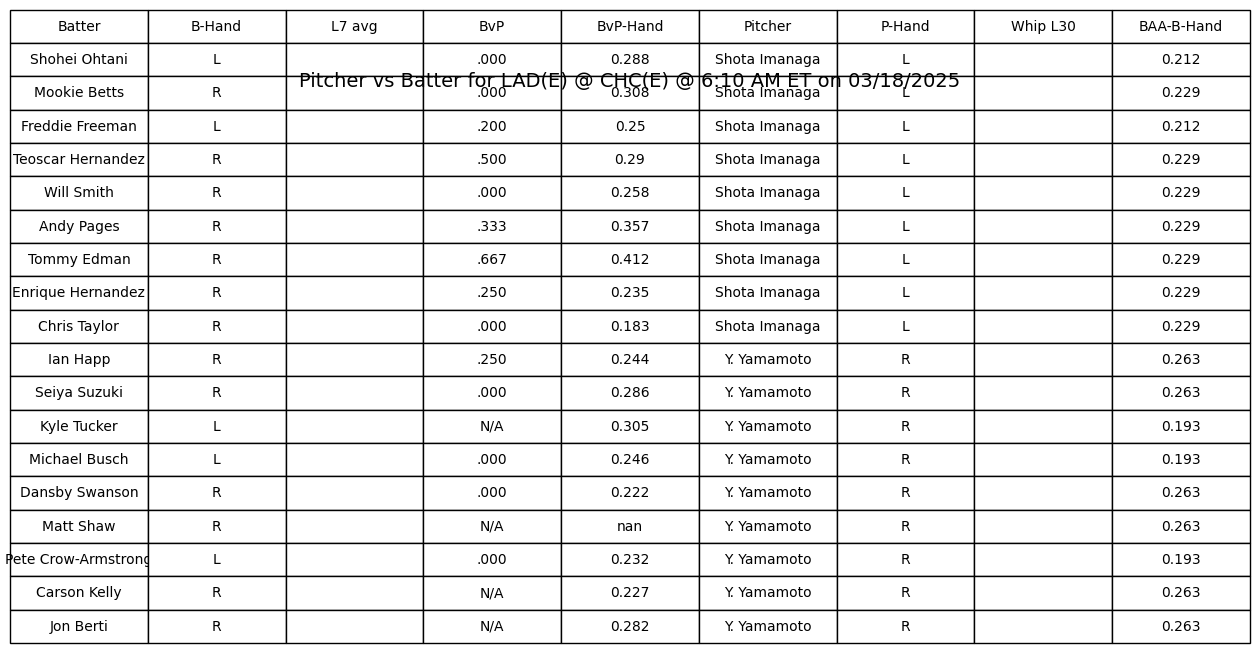 Batter B-Hand L7 avg BvP BvP-Hand Pitcher P-Hand Whip L30 BAA-B-Hand
Shohei Ohtani L .000 0.288 Shota Imanaga L 0.212
Pitcher vs Batter for LAD(E) @ CHC(E) @ 6:10 AM ET on 03/18/2025
Mookie Betts R .000 0.308 Shota Imanaga L 0.229
Freddie Freeman L .200 0.25 Shota Imanaga L 0.212
Teoscar Hernandez R .500 0.29 Shota Imanaga L 0.229
Will Smith R .000 0.258 Shota Imanaga L 0.229
Andy Pages R .333 0.357 Shota Imanaga L 0.229
Tommy Edman R .667 0.412 Shota Imanaga L 0.229
Enrique Hernandez R .250 0.235 Shota Imanaga L 0.229
Chris Taylor R .000 0.183 Shota Imanaga L 0.229
Ian Happ R .250 0.244 Y. Yamamoto R 0.263
Seiya Suzuki R .000 0.286 Y. Yamamoto R 0.263
Kyle Tucker L N/A 0.305 Y. Yamamoto R 0.193
Michael Busch L .000 0.246 Y. Yamamoto R 0.193
Dansby Swanson R .000 0.222 Y. Yamamoto R 0.263
Matt Shaw R N/A nan Y. Yamamoto R 0.263
Pete Crow-Armstrong L .000 0.232 Y. Yamamoto R 0.193
Carson Kelly R N/A 0.227 Y. Yamamoto R 0.263
Jon Berti R N/A 0.282 Y. Yamamoto R 0.263